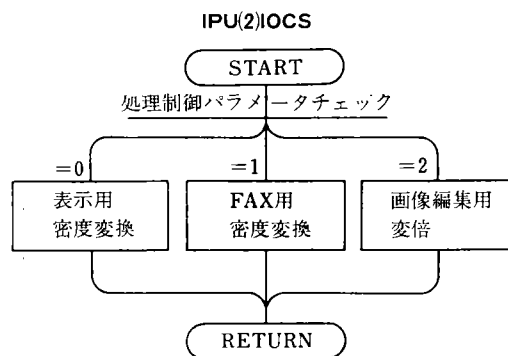 IPU(2)IOCS
START
処理制御パラメータチェック
=0
=1
=2
表示用
密度変換
FAX用
密度変換
画像編集用
変倍
RETURN